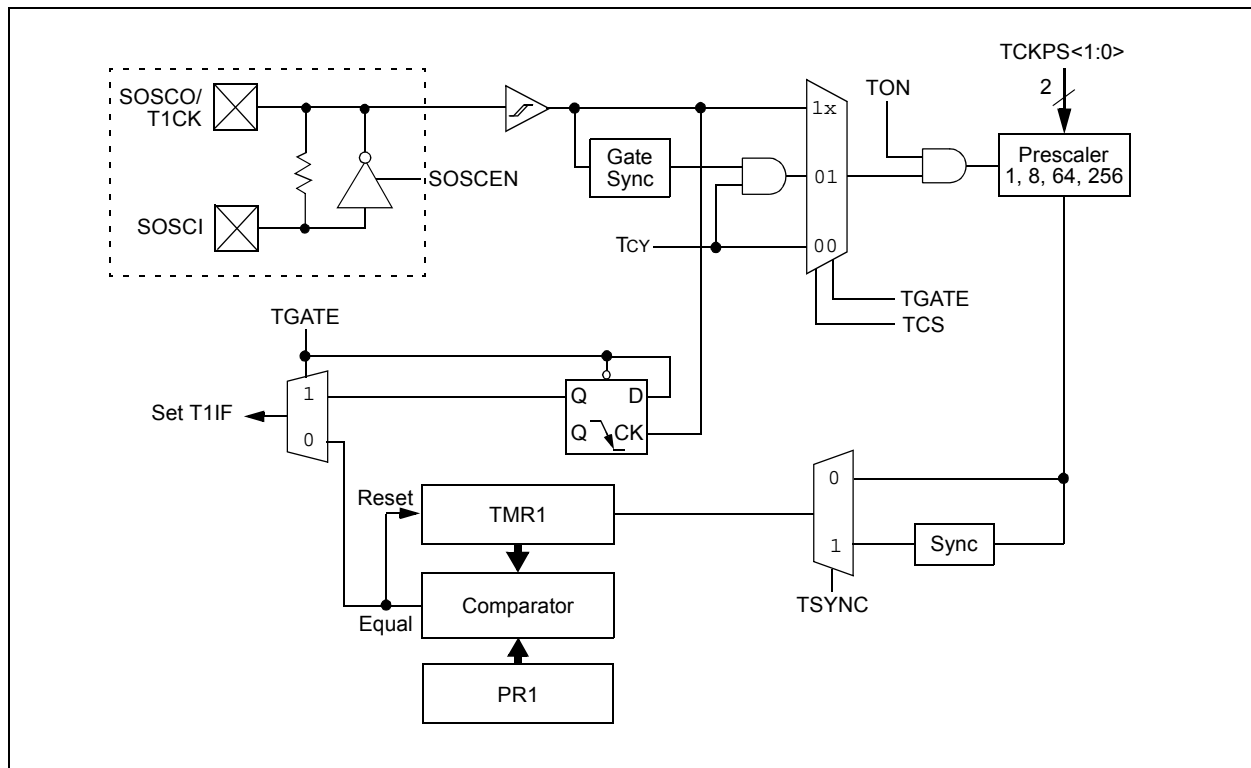 TCKPS<1:0>
2
SOSCO/
T1CK
TON
1x
Gate
Sync
Prescaler
1, 8, 64, 256
SOSCEN
01
SOSCI
TCY
00
TGATE
TCS
TGATE
1
Q
D
Set T1IF
0
Q
CK
Reset
TMR1
0
1
Sync
Comparator
Equal
TSYNC
PR1